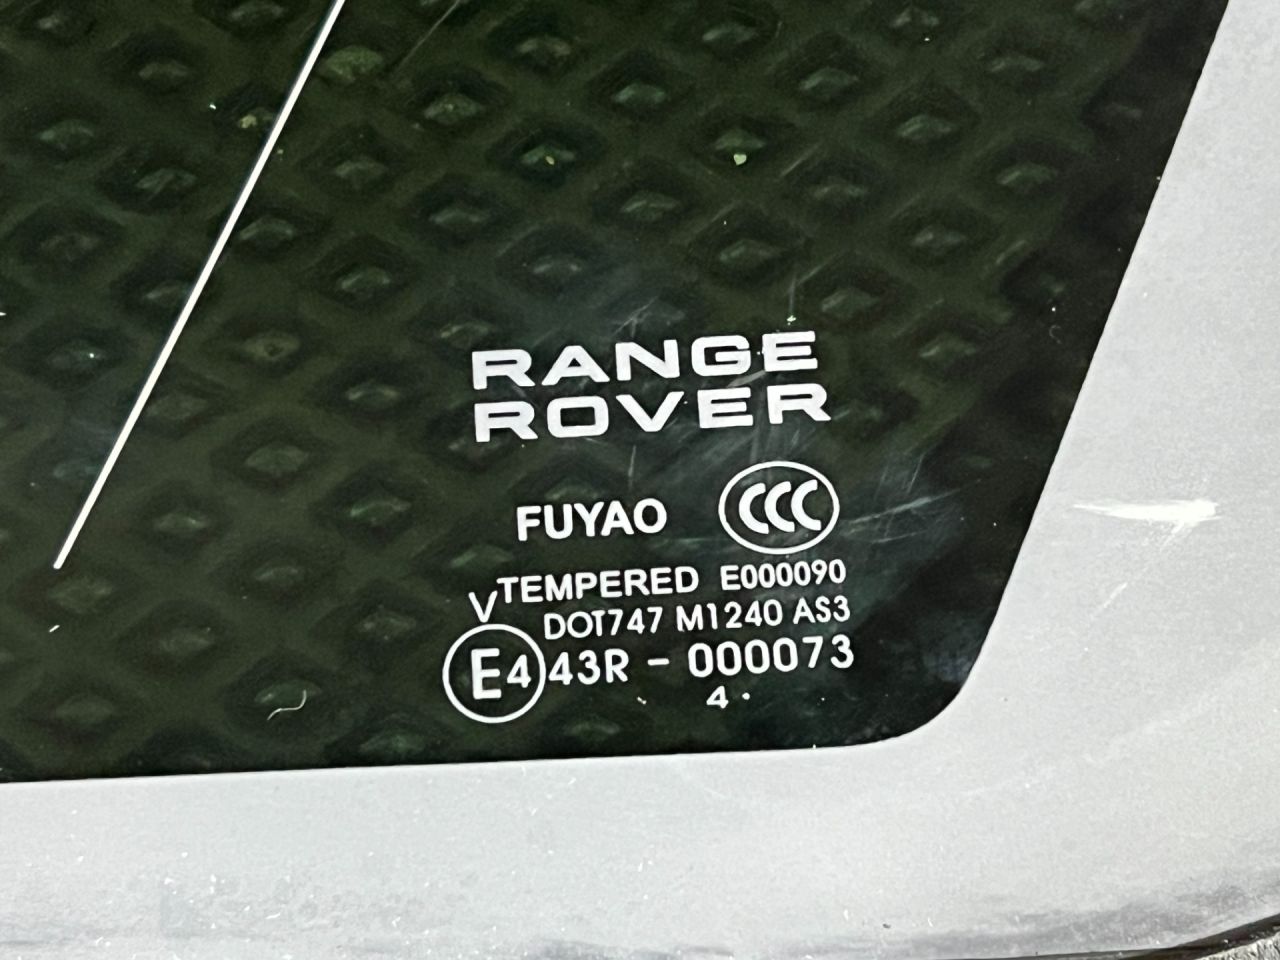 RANGE
ROVER
FUYAO CCC
TEMPERED E000090
V
DOT747 M1240 AS3
E4 43R - 000073
4 .